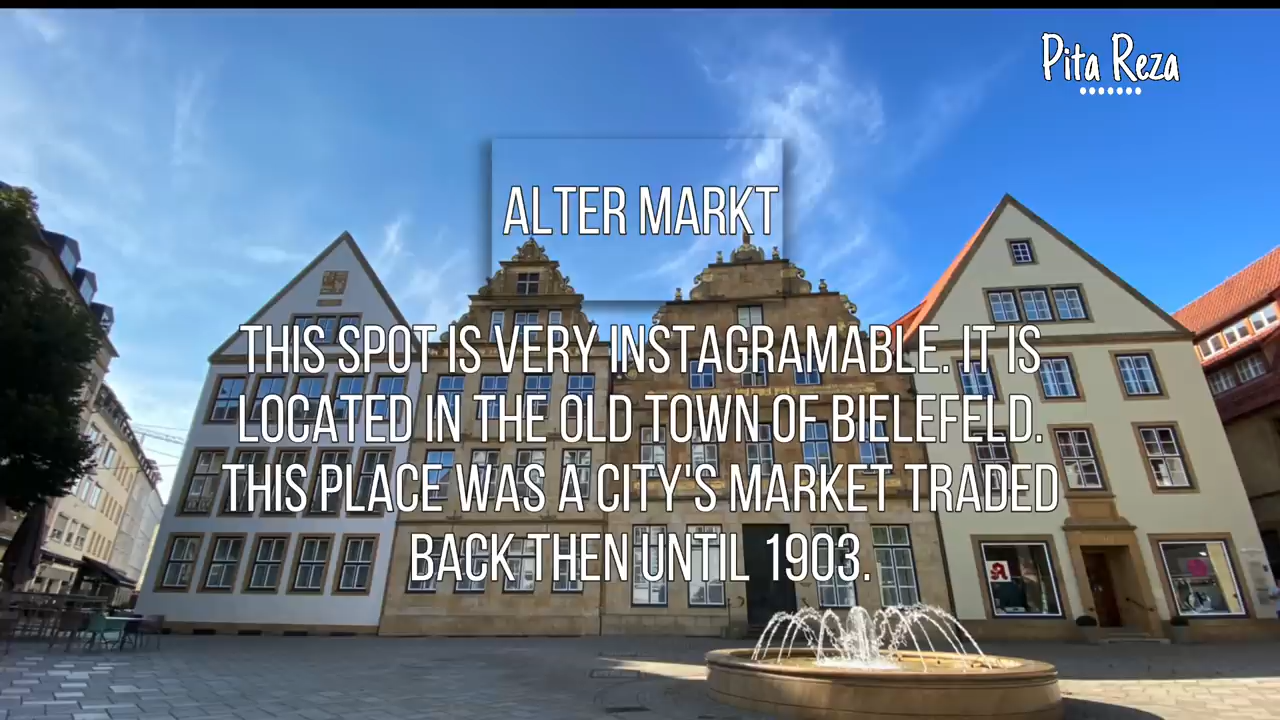 Pita Reza
ALTER MARKT
THIS SPOT IS VERY INSTAGRAMABLE. IT IS
LOCATED IN THE OLD TOWN OF BIELEFELD.
THIS PLACE WAS A CITY'S MARKET TRADED
BACK THEN UNTIL 1903.